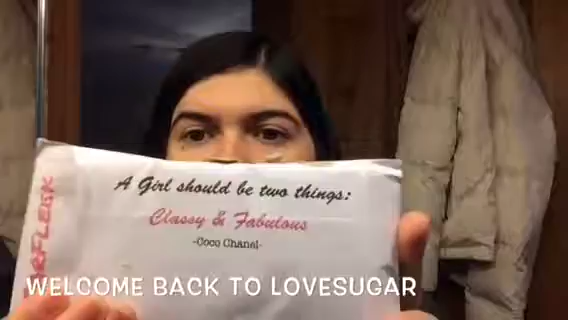 A Girl should be two things:
Classy & Fabulous
-Coco Chanel-
WELCOME BACK TO LOVESUGAR